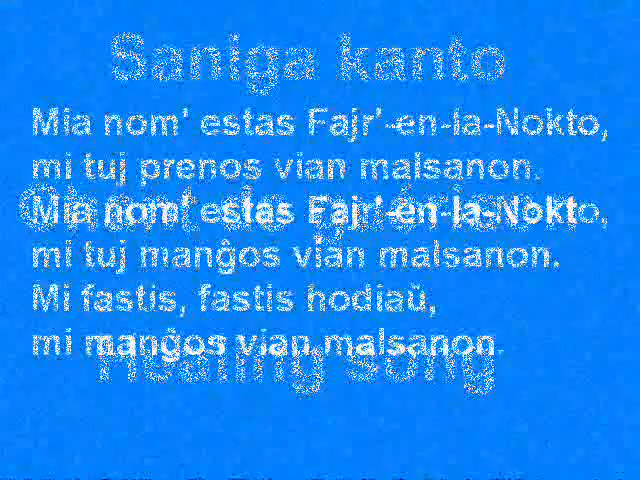 Saniga kanto
Mia nom' estas Fajr'-en-la-Nokto,
mi tuj prenos vian malsanon.
Mia nom' estas Fajr'-en-la-Nokto,
mi tuj manĝos vian malsanon.
Mi fastis, fastis hodiaŭ,
mi manĝos vian malsanon.
Healing song